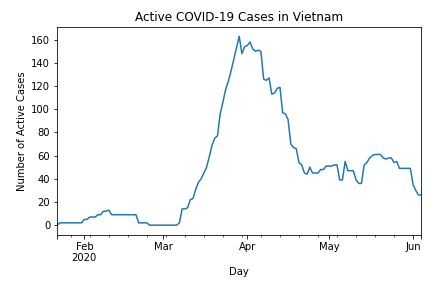 Active COVID-19 Cases in Vietnam
Number of Active Cases
160
140
120
100
80
60
40
20
0
Feb Mar Apr May Jun
2020
Day